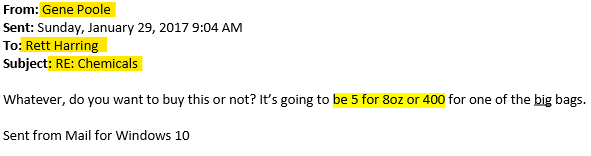 From: Gene Poole
Sent: Sunday, January 29, 2017 9:04 AM
To: Rett Harring
Subject: RE: Chemicals
Whatever, do you want to buy this or not? It’s going to be 5 for 8oz or 400 for one of the big bags.
Sent from Mail for Windows 10